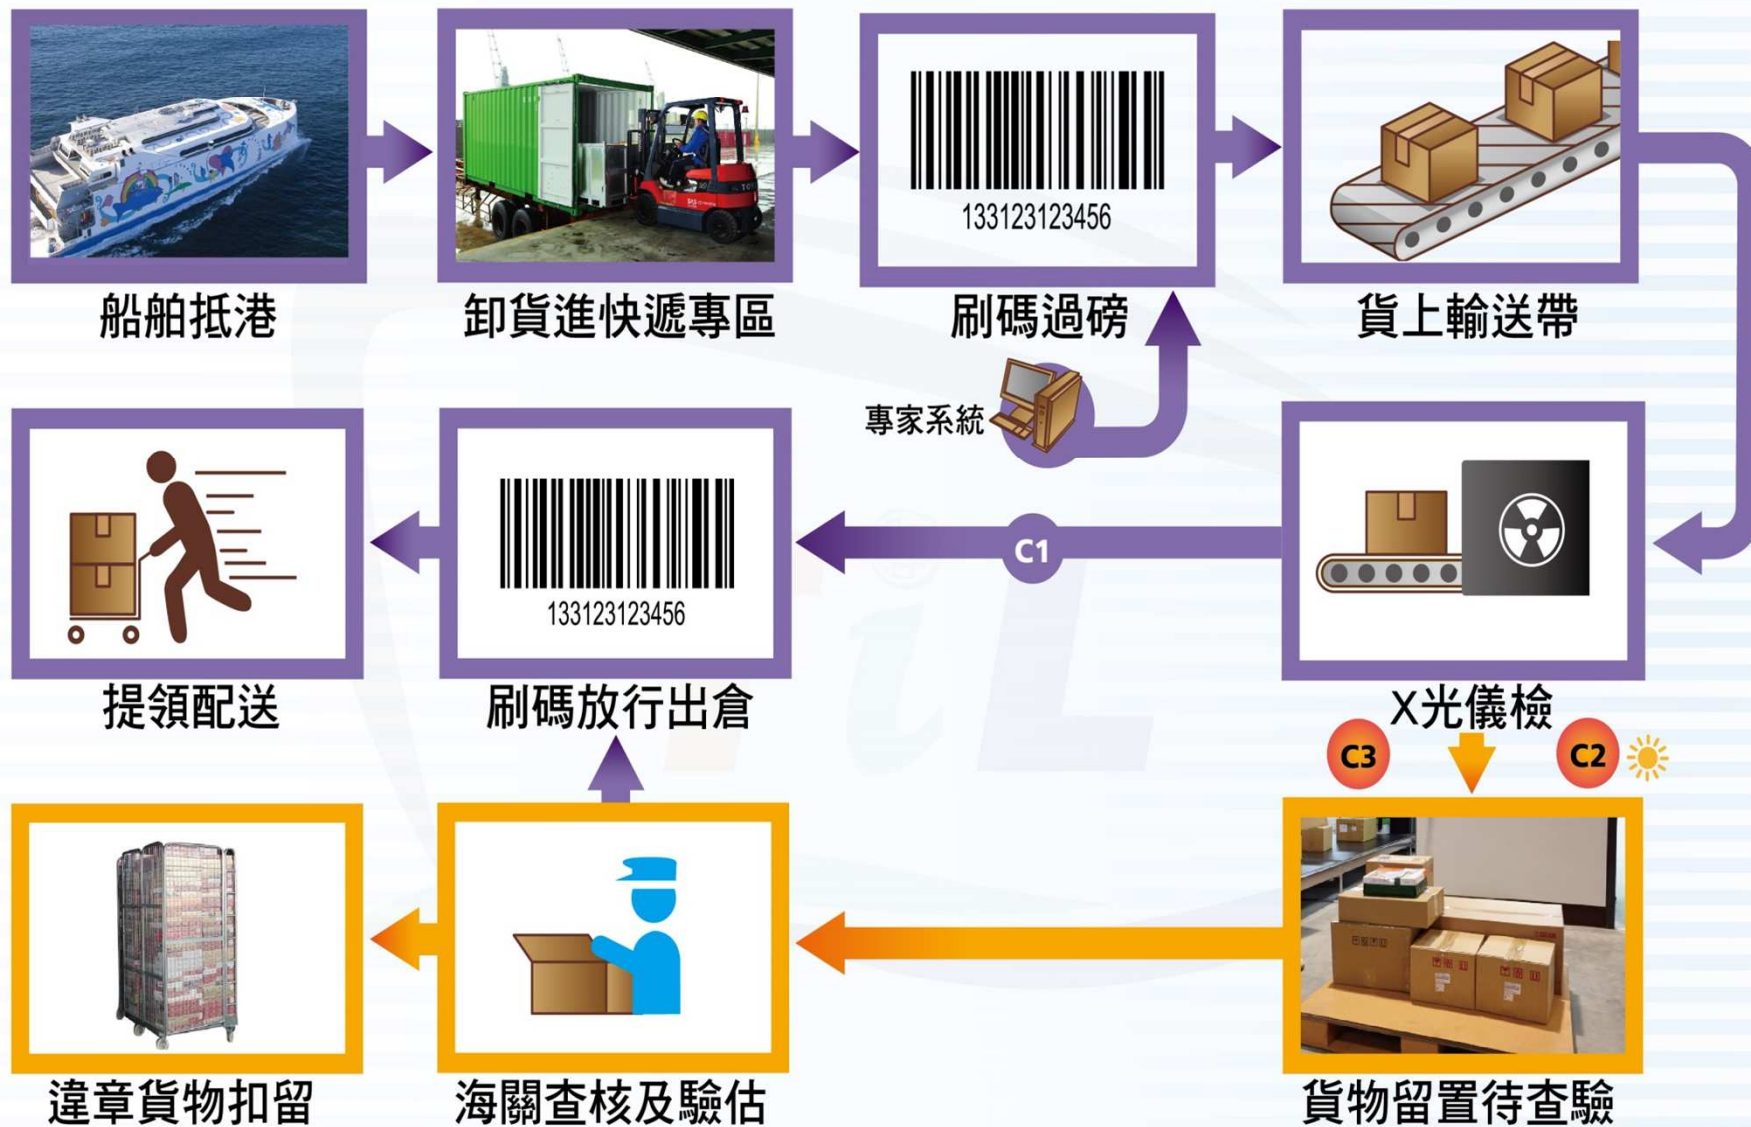 133123123456
船舶抵港
卸貨進快遞專區
刷碼過磅
貨上輸送帶
專家系統
C1
133123123456
提領配送
刷碼放行出倉
X光儀檢
C3
C2
違章貨物扣留
海關查核及驗估
貨物留置待查驗